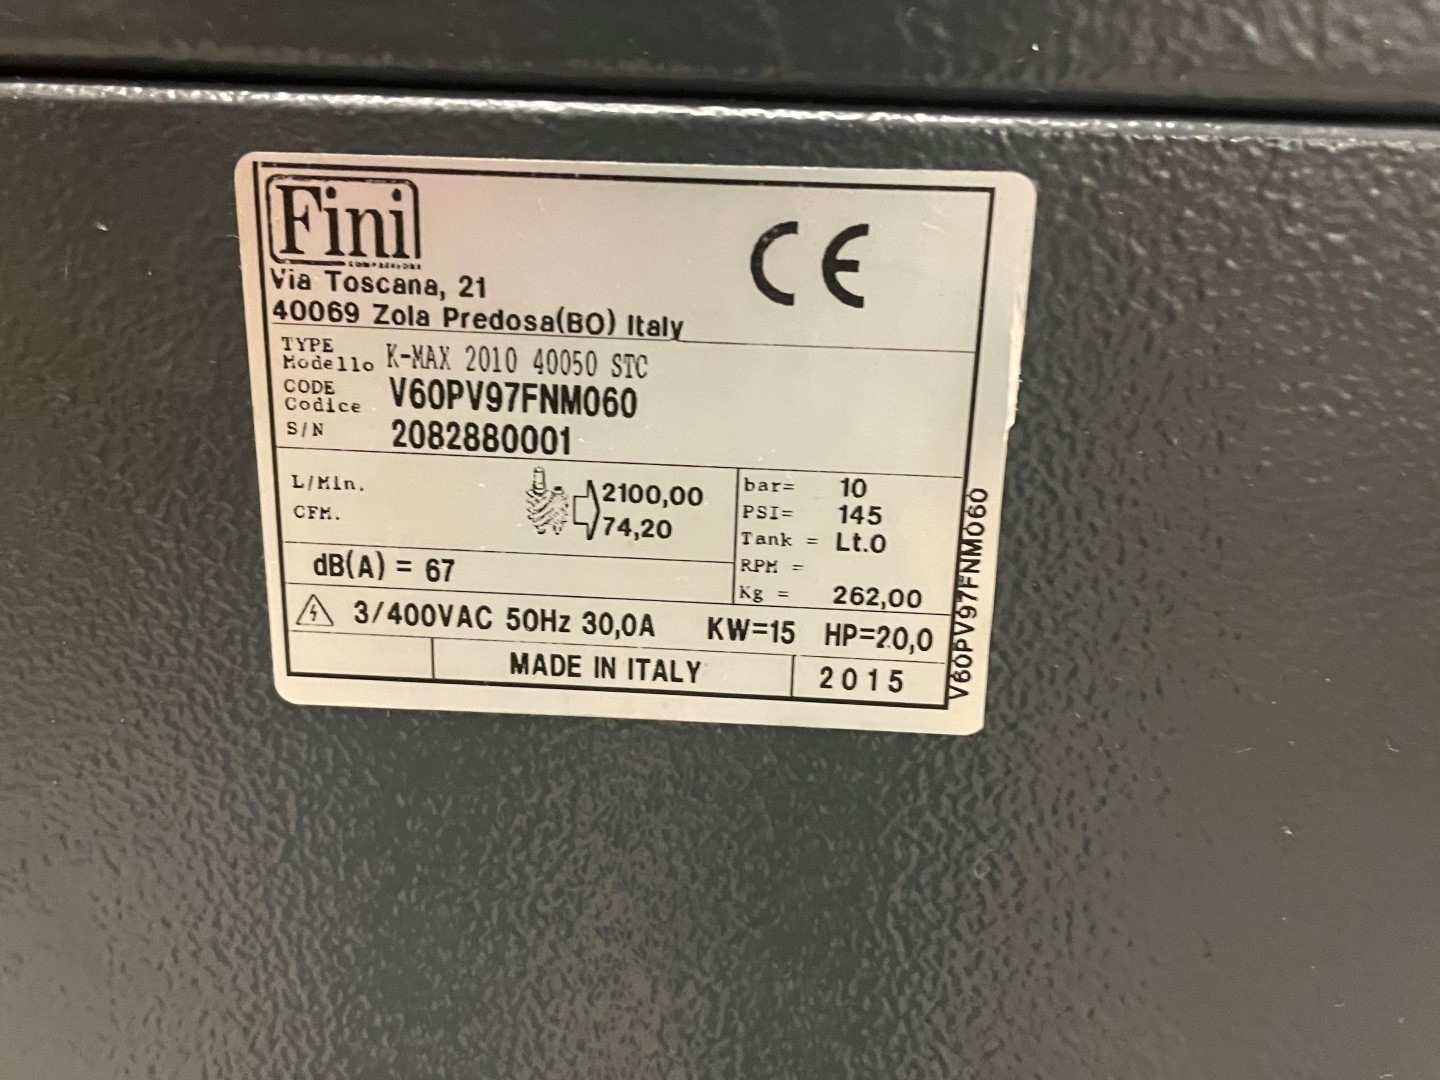 Fini
COMPRESSORI
Via Toscana, 21
40069 Zola Predosa(BO) Italy
CE
TYPE
Modello K-MAX 2010 40050 STC
CODE
Codice V60PV97FNM060
S/N 2082880001
L/Min. 2100,00
CFM. 74,20
bar= 10
PSI= 145
Tank = Lt.0
RPM =
Kg = 262,00
dB(A) = 67
3/400VAC 50Hz 30,0A KW=15 HP=20,0
MADE IN ITALY 2015
V60PV97FNM060